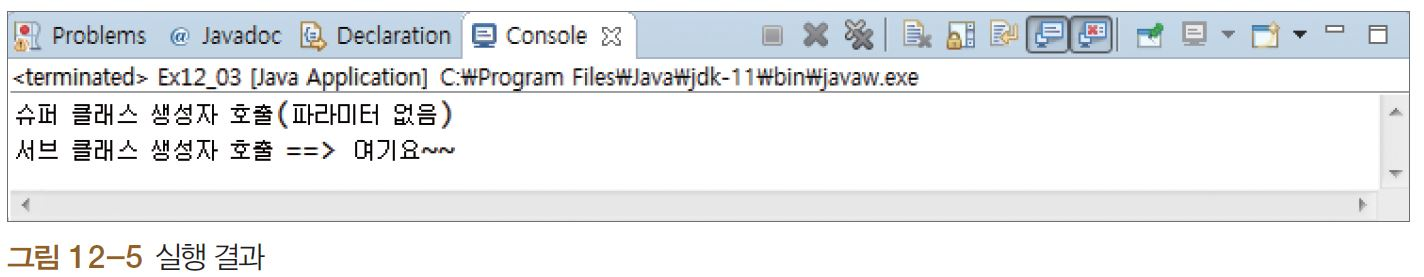 Problems @ Javadoc Declaration Console
<terminated> Ex12_03 [Java Application] C:₩Program Files₩Java₩jdk-11₩bin₩javaw.exe
슈퍼 클래스 생성자 호출(파라미터 없음)
서브 클래스 생성자 호출 ==> 여기요~~
그림 12-5 실행 결과